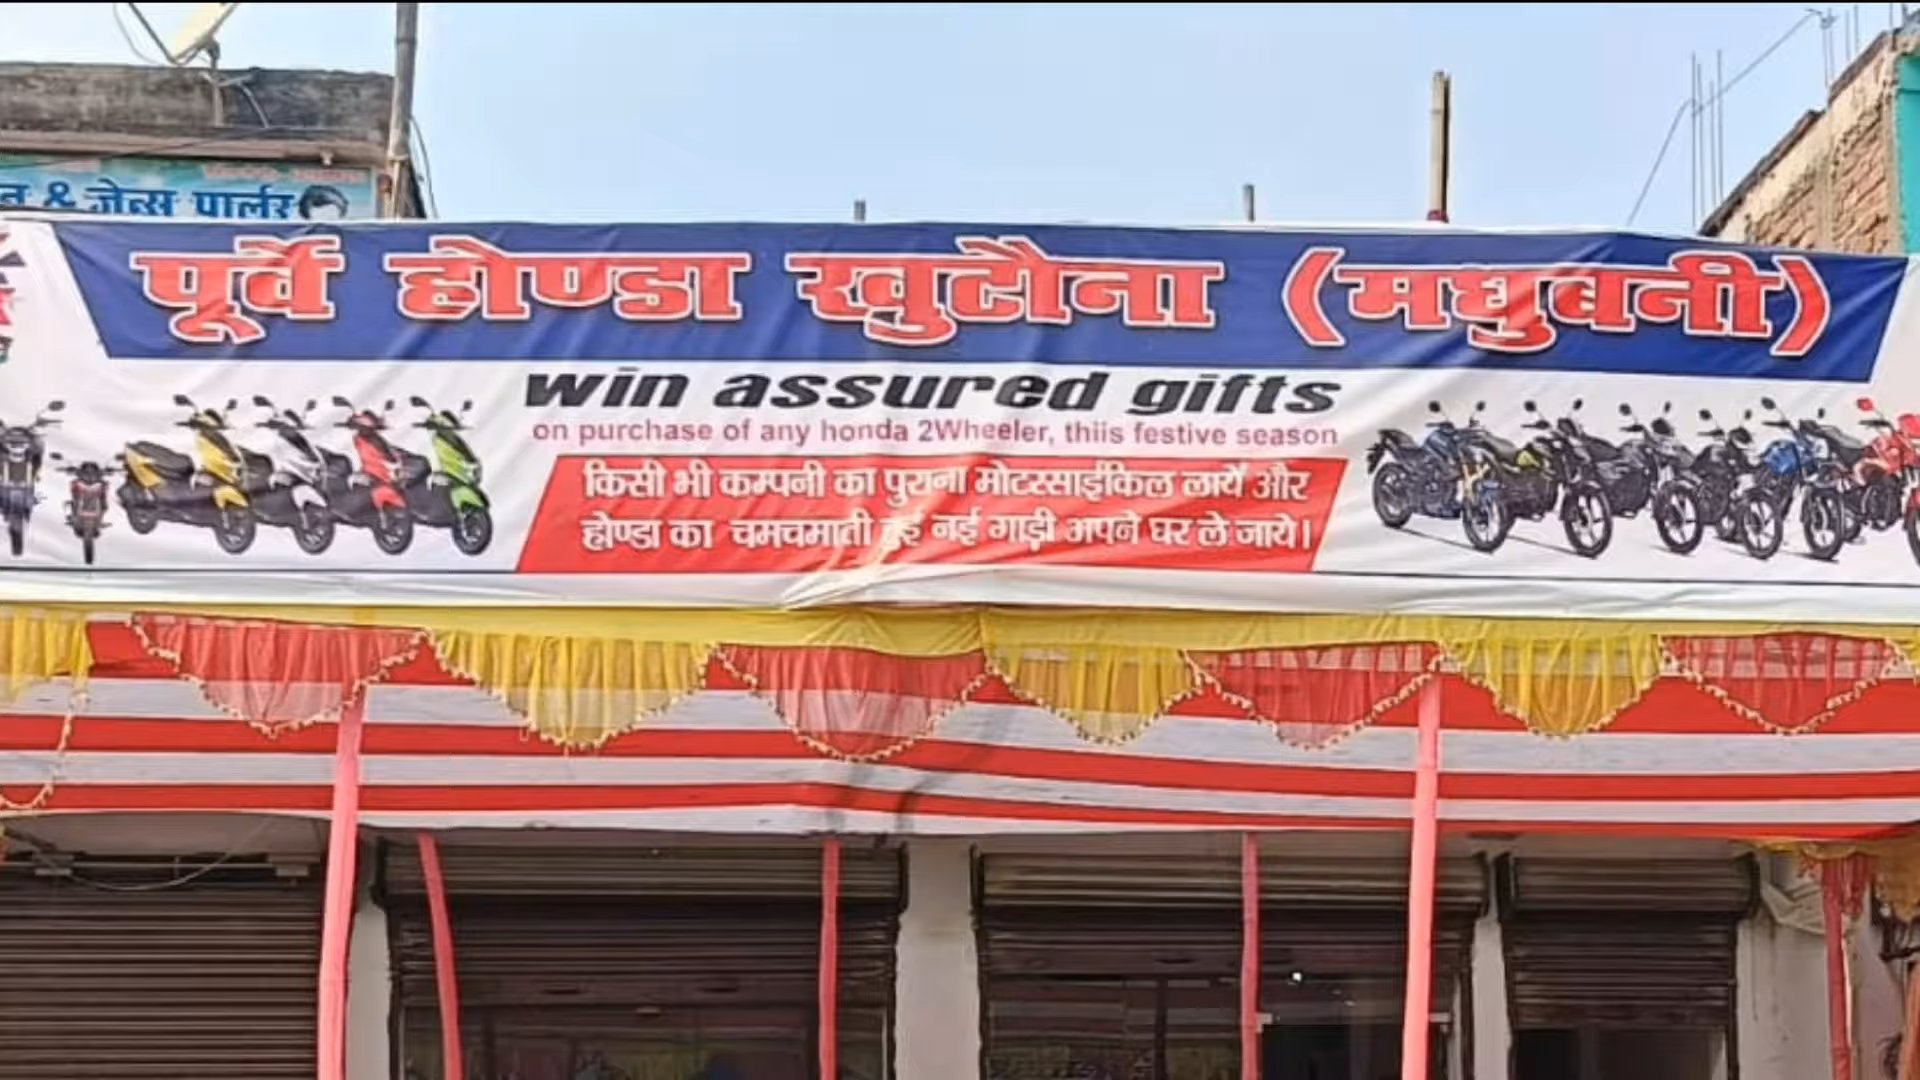 & जेन्स पार्लर
पूर्वे होण्डा खुटौना (मधुबनी)
win assured gifts
on purchase of any honda 2Wheeler, thiis festive season
किसी भी कम्पनी का पुराना मोटरसाईकिल लायें और
होण्डा का चमचमाती हुई नई गाड़ी अपने घर ले जाये।